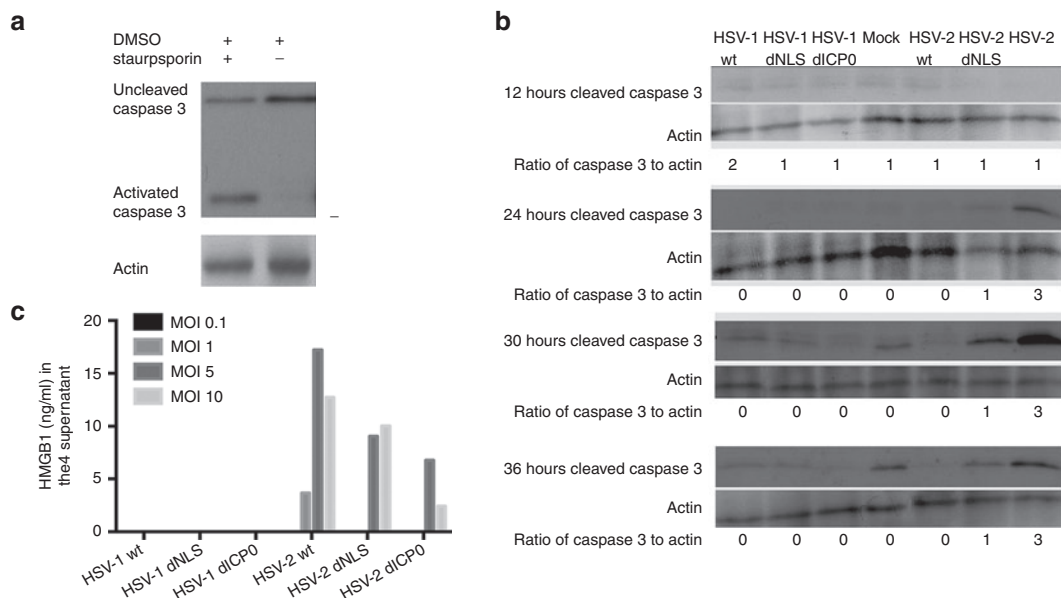 a
DMSO + +
staurpsporin + –
Uncleaved
caspase 3
Activated
caspase 3
–
Actin
b
HSV-1 HSV-1 HSV-1 Mock HSV-2 HSV-2 HSV-2
wt dNLS dICP0 wt dNLS
12 hours cleaved caspase 3
Actin
Ratio of caspase 3 to actin 2 1 1 1 1 1 1
24 hours cleaved caspase 3
Actin
Ratio of caspase 3 to actin 0 0 0 0 0 1 3
30 hours cleaved caspase 3
Actin
Ratio of caspase 3 to actin 0 0 0 0 0 1 3
36 hours cleaved caspase 3
Actin
Ratio of caspase 3 to actin 0 0 0 0 0 1 3
c
HMGB1 (ng/ml) in
the4 supernatant
20
15
10
5
0
MOI 0.1
MOI 1
MOI 5
MOI 10
HSV-1 wt
HSV-1 dNLS
HSV-1 dICP0
HSV-2 wt
HSV-2 dNLS
HSV-2 dICP0